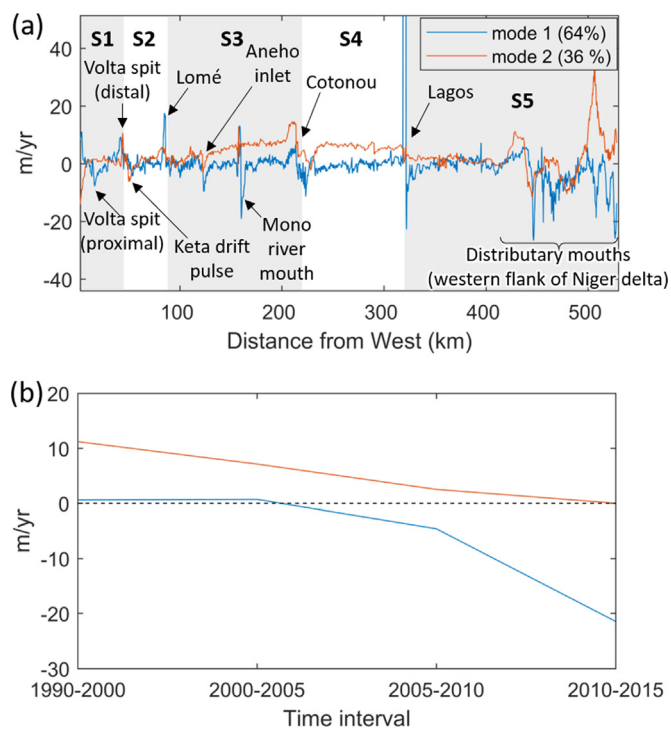 (a)
S1
S2
S3
S4
S5
mode 1 (64%)
mode 2 (36 %)
Volta spit
(distal)
Lomé
Aneho
inlet
Cotonou
Lagos
Volta spit
(proximal)
Keta drift
pulse
Mono
river
mouth
Distributary mouths
(western flank of Niger delta)
40
20
0
-20
-40
m/yr
100
200
300
400
500
Distance from West (km)
(b)
20
10
0
-10
-20
-30
m/yr
1990-2000
2000-2005
2005-2010
2010-2015
Time interval